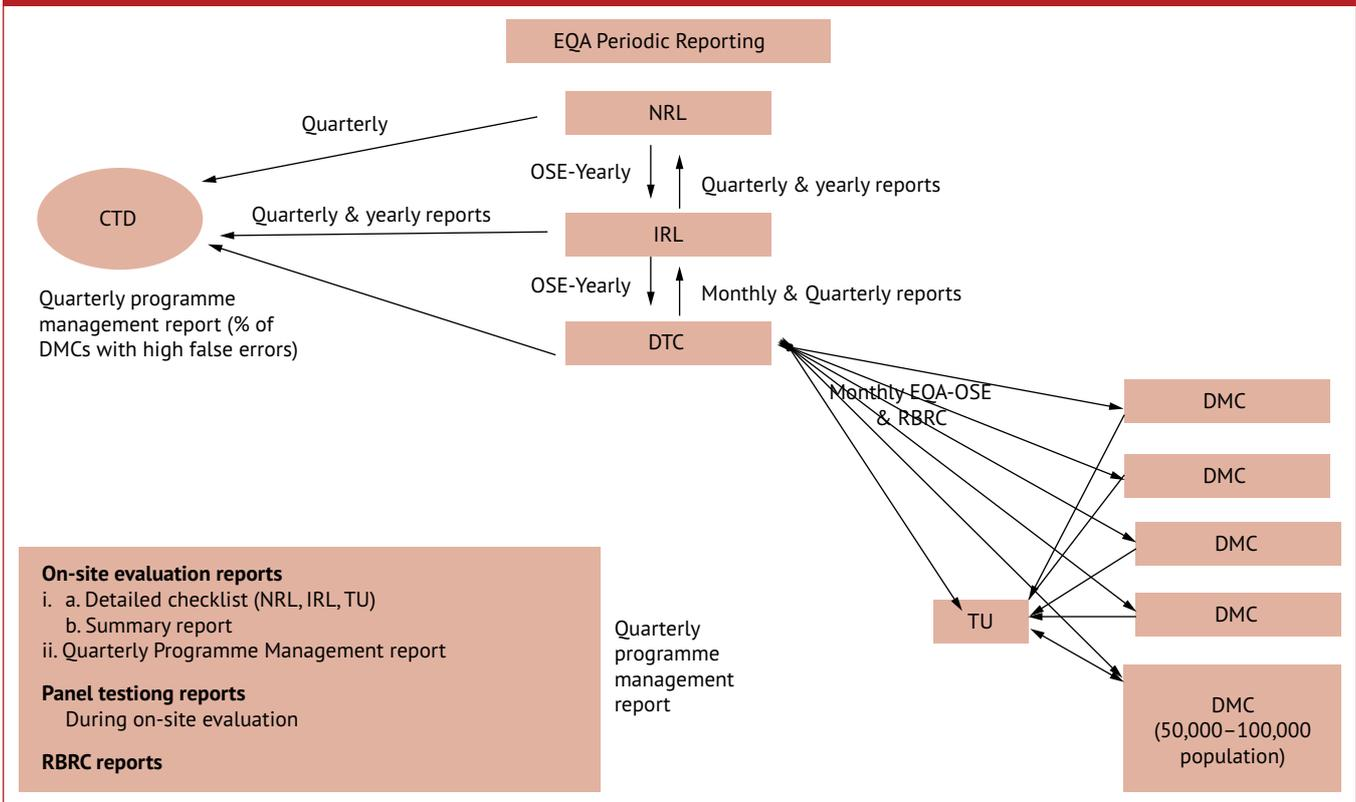 EQA Periodic Reporting
NRL
Quarterly
OSE-Yearly
Quarterly & yearly reports
CTD
Quarterly & yearly reports
IRL
OSE-Yearly
Monthly & Quarterly reports
Quarterly programme
management report (% of
DMCs with high false errors)
DTC
Monthly EQA-OSE
& RBRC
DMC
DMC
DMC
DMC
TU
DMC
(50,000–100,000
population)
On-site evaluation reports
i. a. Detailed checklist (NRL, IRL, TU)
b. Summary report
ii. Quarterly Programme Management report
Panel testiong reports
During on-site evaluation
RBRC reports
Quarterly
programme
management
report